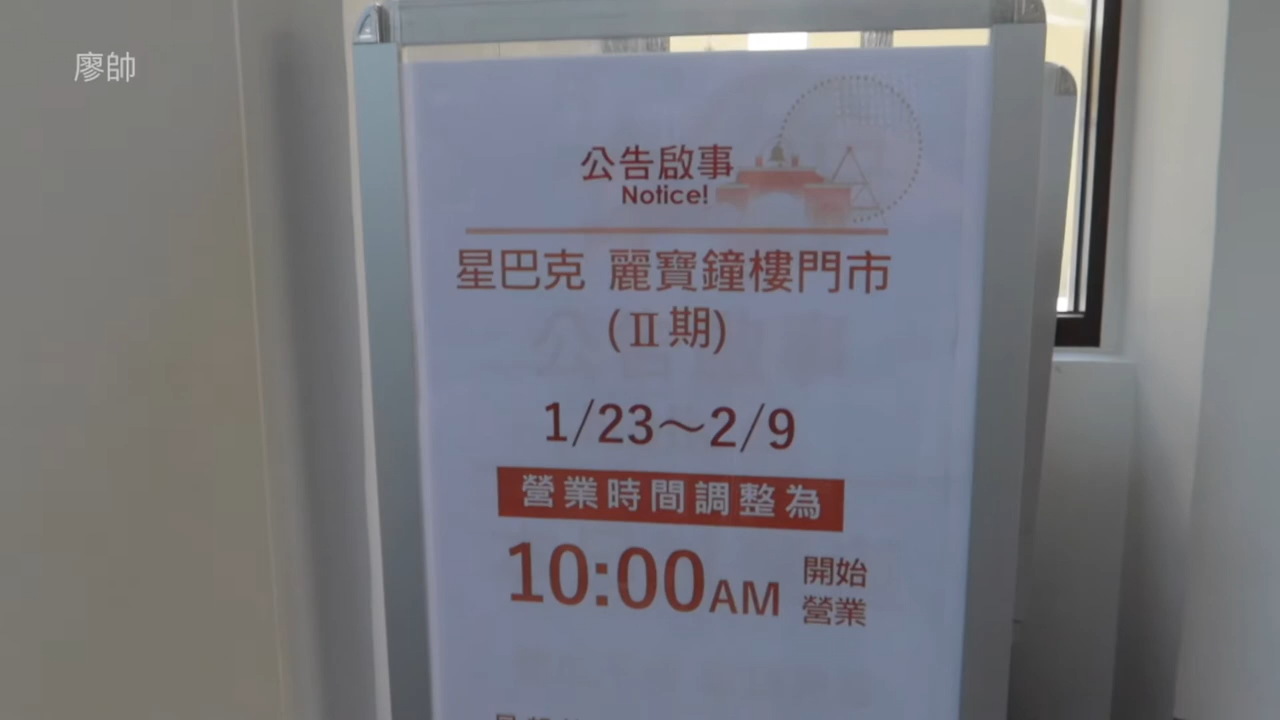 廖帥
公告啟事
Notice!
星巴克 麗寶鐘樓門市
(Ⅱ期)
1/23～2/9
營業時間調整為
10:00AM 開始
營業